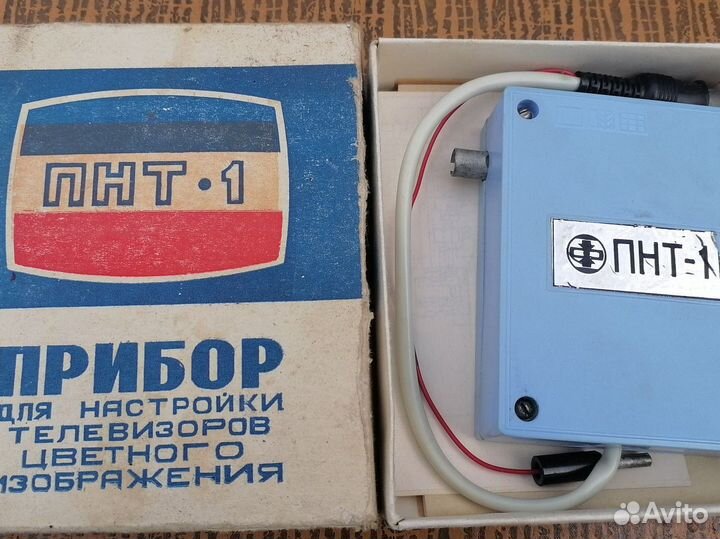 ПНТ·1
ПРИБОР
ДЛЯ НАСТРОЙКИ
ТЕЛЕВИЗОРОВ
ЦВЕТНОГО
ИЗОБРАЖЕНИЯ
ПНТ-1
Avito